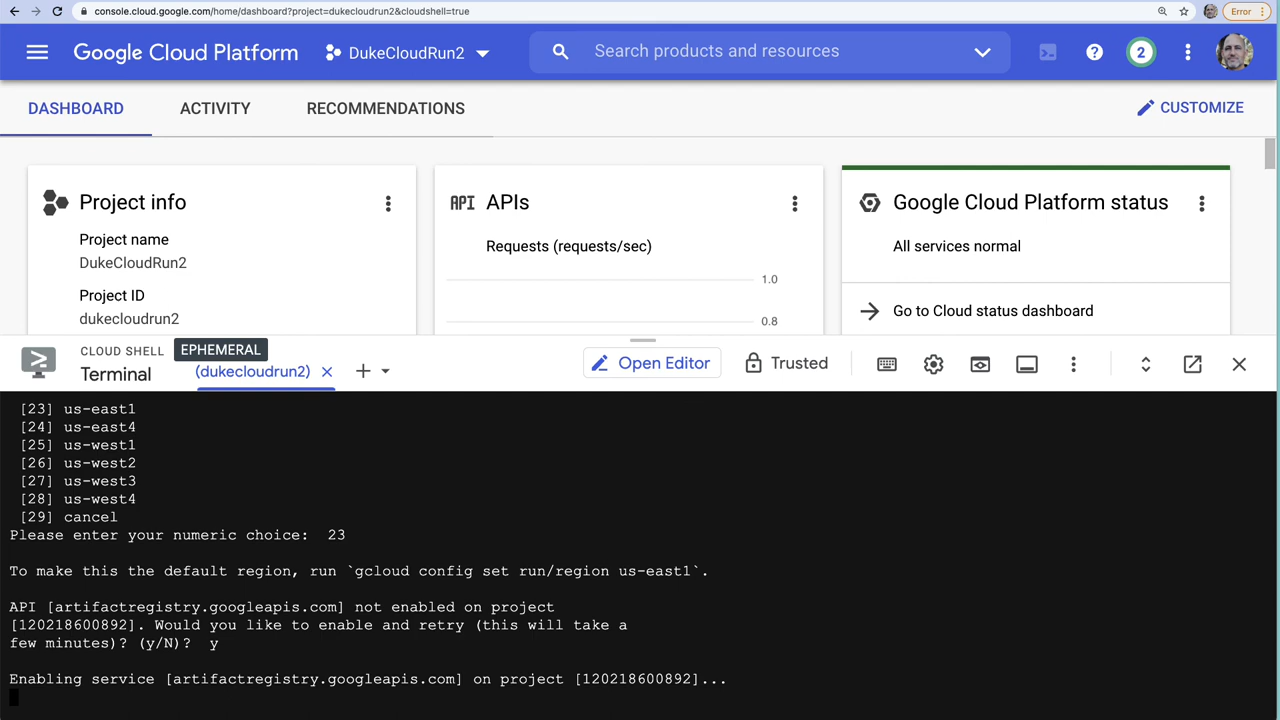 console.cloud.google.com/home/dashboard?project=dukecloudrun2&cloudshell=true
Error
Google Cloud Platform
DukeCloudRun2
Search products and resources
2
DASHBOARD
ACTIVITY
RECOMMENDATIONS
CUSTOMIZE
Project info
Project name
DukeCloudRun2
Project ID
dukecloudrun2
API
APIs
Requests (requests/sec)
1.0
0.8
Google Cloud Platform status
All services normal
Go to Cloud status dashboard
CLOUD SHELL
Terminal
EPHEMERAL
(dukecloudrun2)
Open Editor
Trusted
[23] us-east1
[24] us-east4
[25] us-west1
[26] us-west2
[27] us-west3
[28] us-west4
[29] cancel
Please enter your numeric choice:  23
To make this the default region, run `gcloud config set run/region us-east1`.
API [artifactregistry.googleapis.com] not enabled on project
[120218600892]. Would you like to enable and retry (this will take a
few minutes)? (y/N)?  y
Enabling service [artifactregistry.googleapis.com] on project [120218600892]...